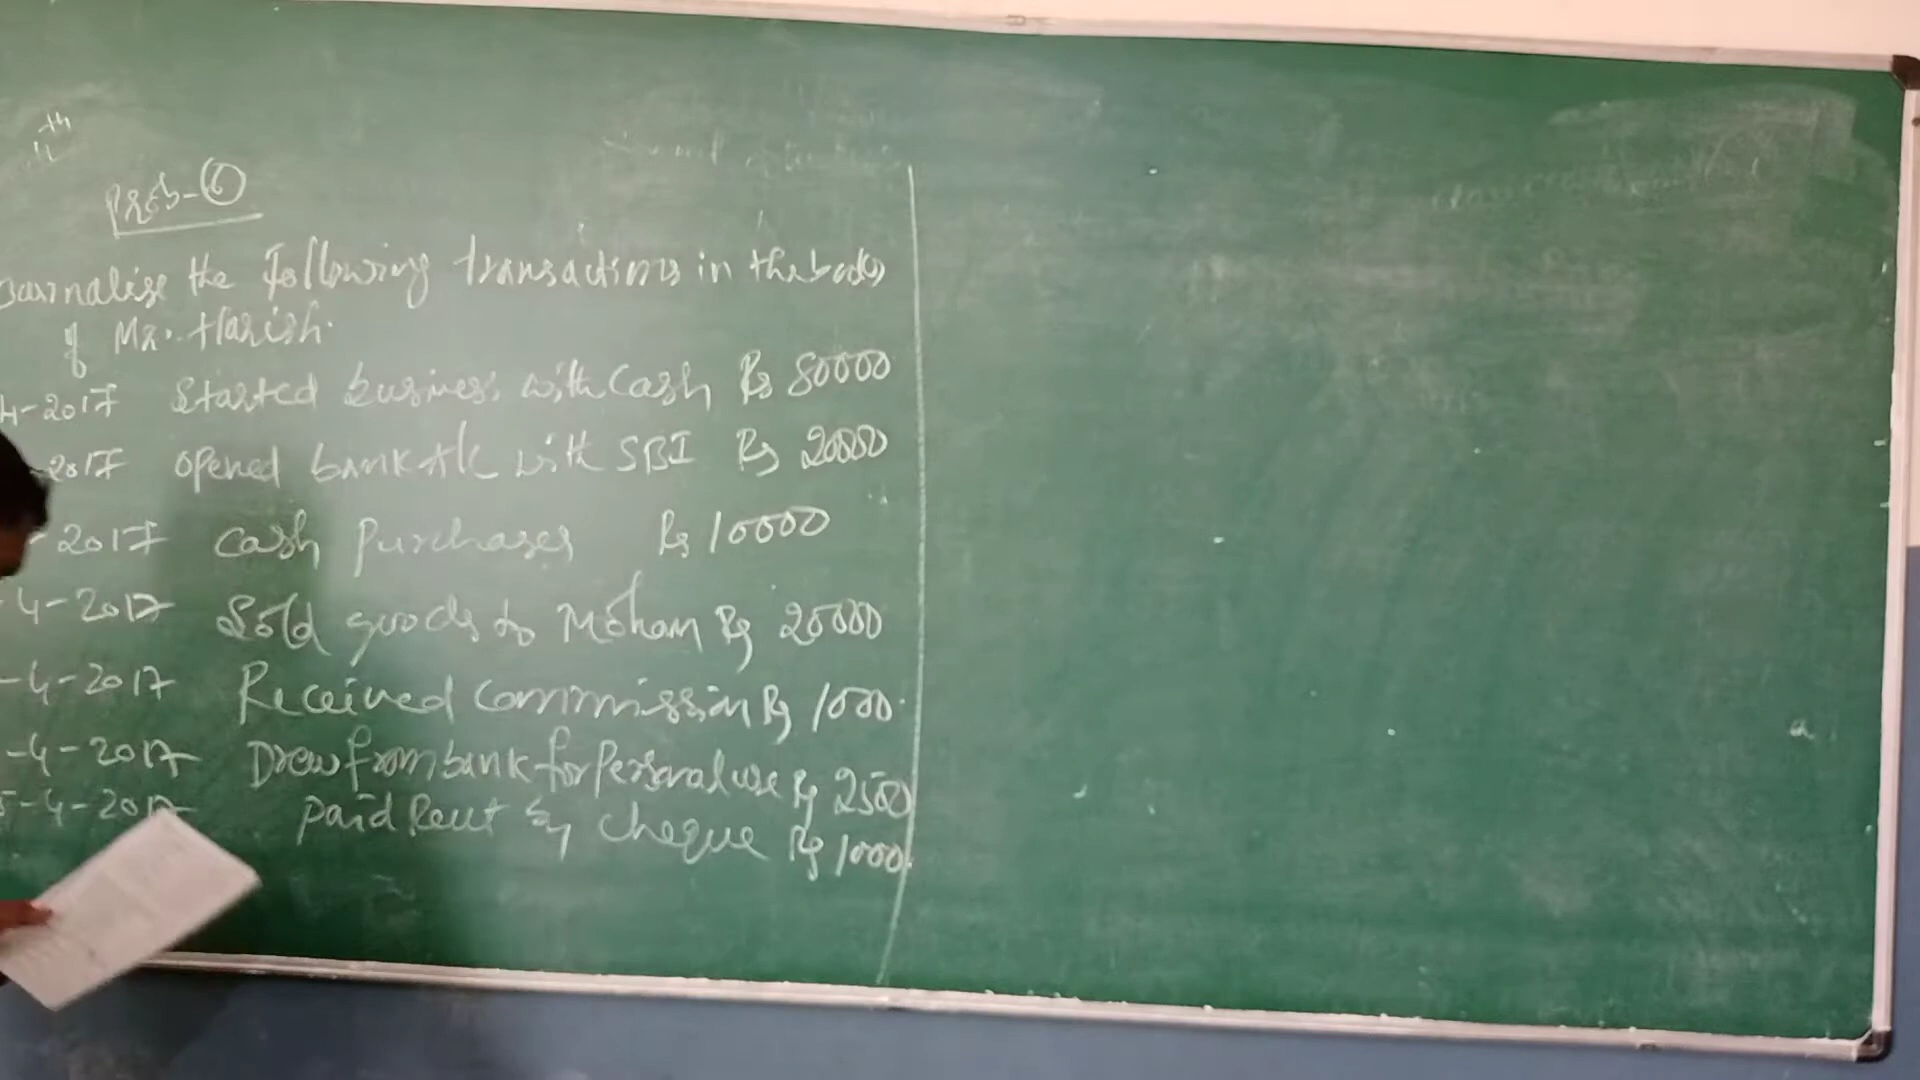 Prob-6
Journalise the following transactions in the books
of Mr. Harish.
4-2017 Started business with Cash Rs 80000
-2017 opened bank A/c with SBI Rs 20000
-2017 Cash Purchases Rs 10000
-4-2017 Sold goods to Mohan Rs 20000
-4-2017 Received Commission Rs 1000.
-4-2017 Drew from bank for Personal use Rs 2500
5-4-2017 Paid Rent by cheque Rs 1000.